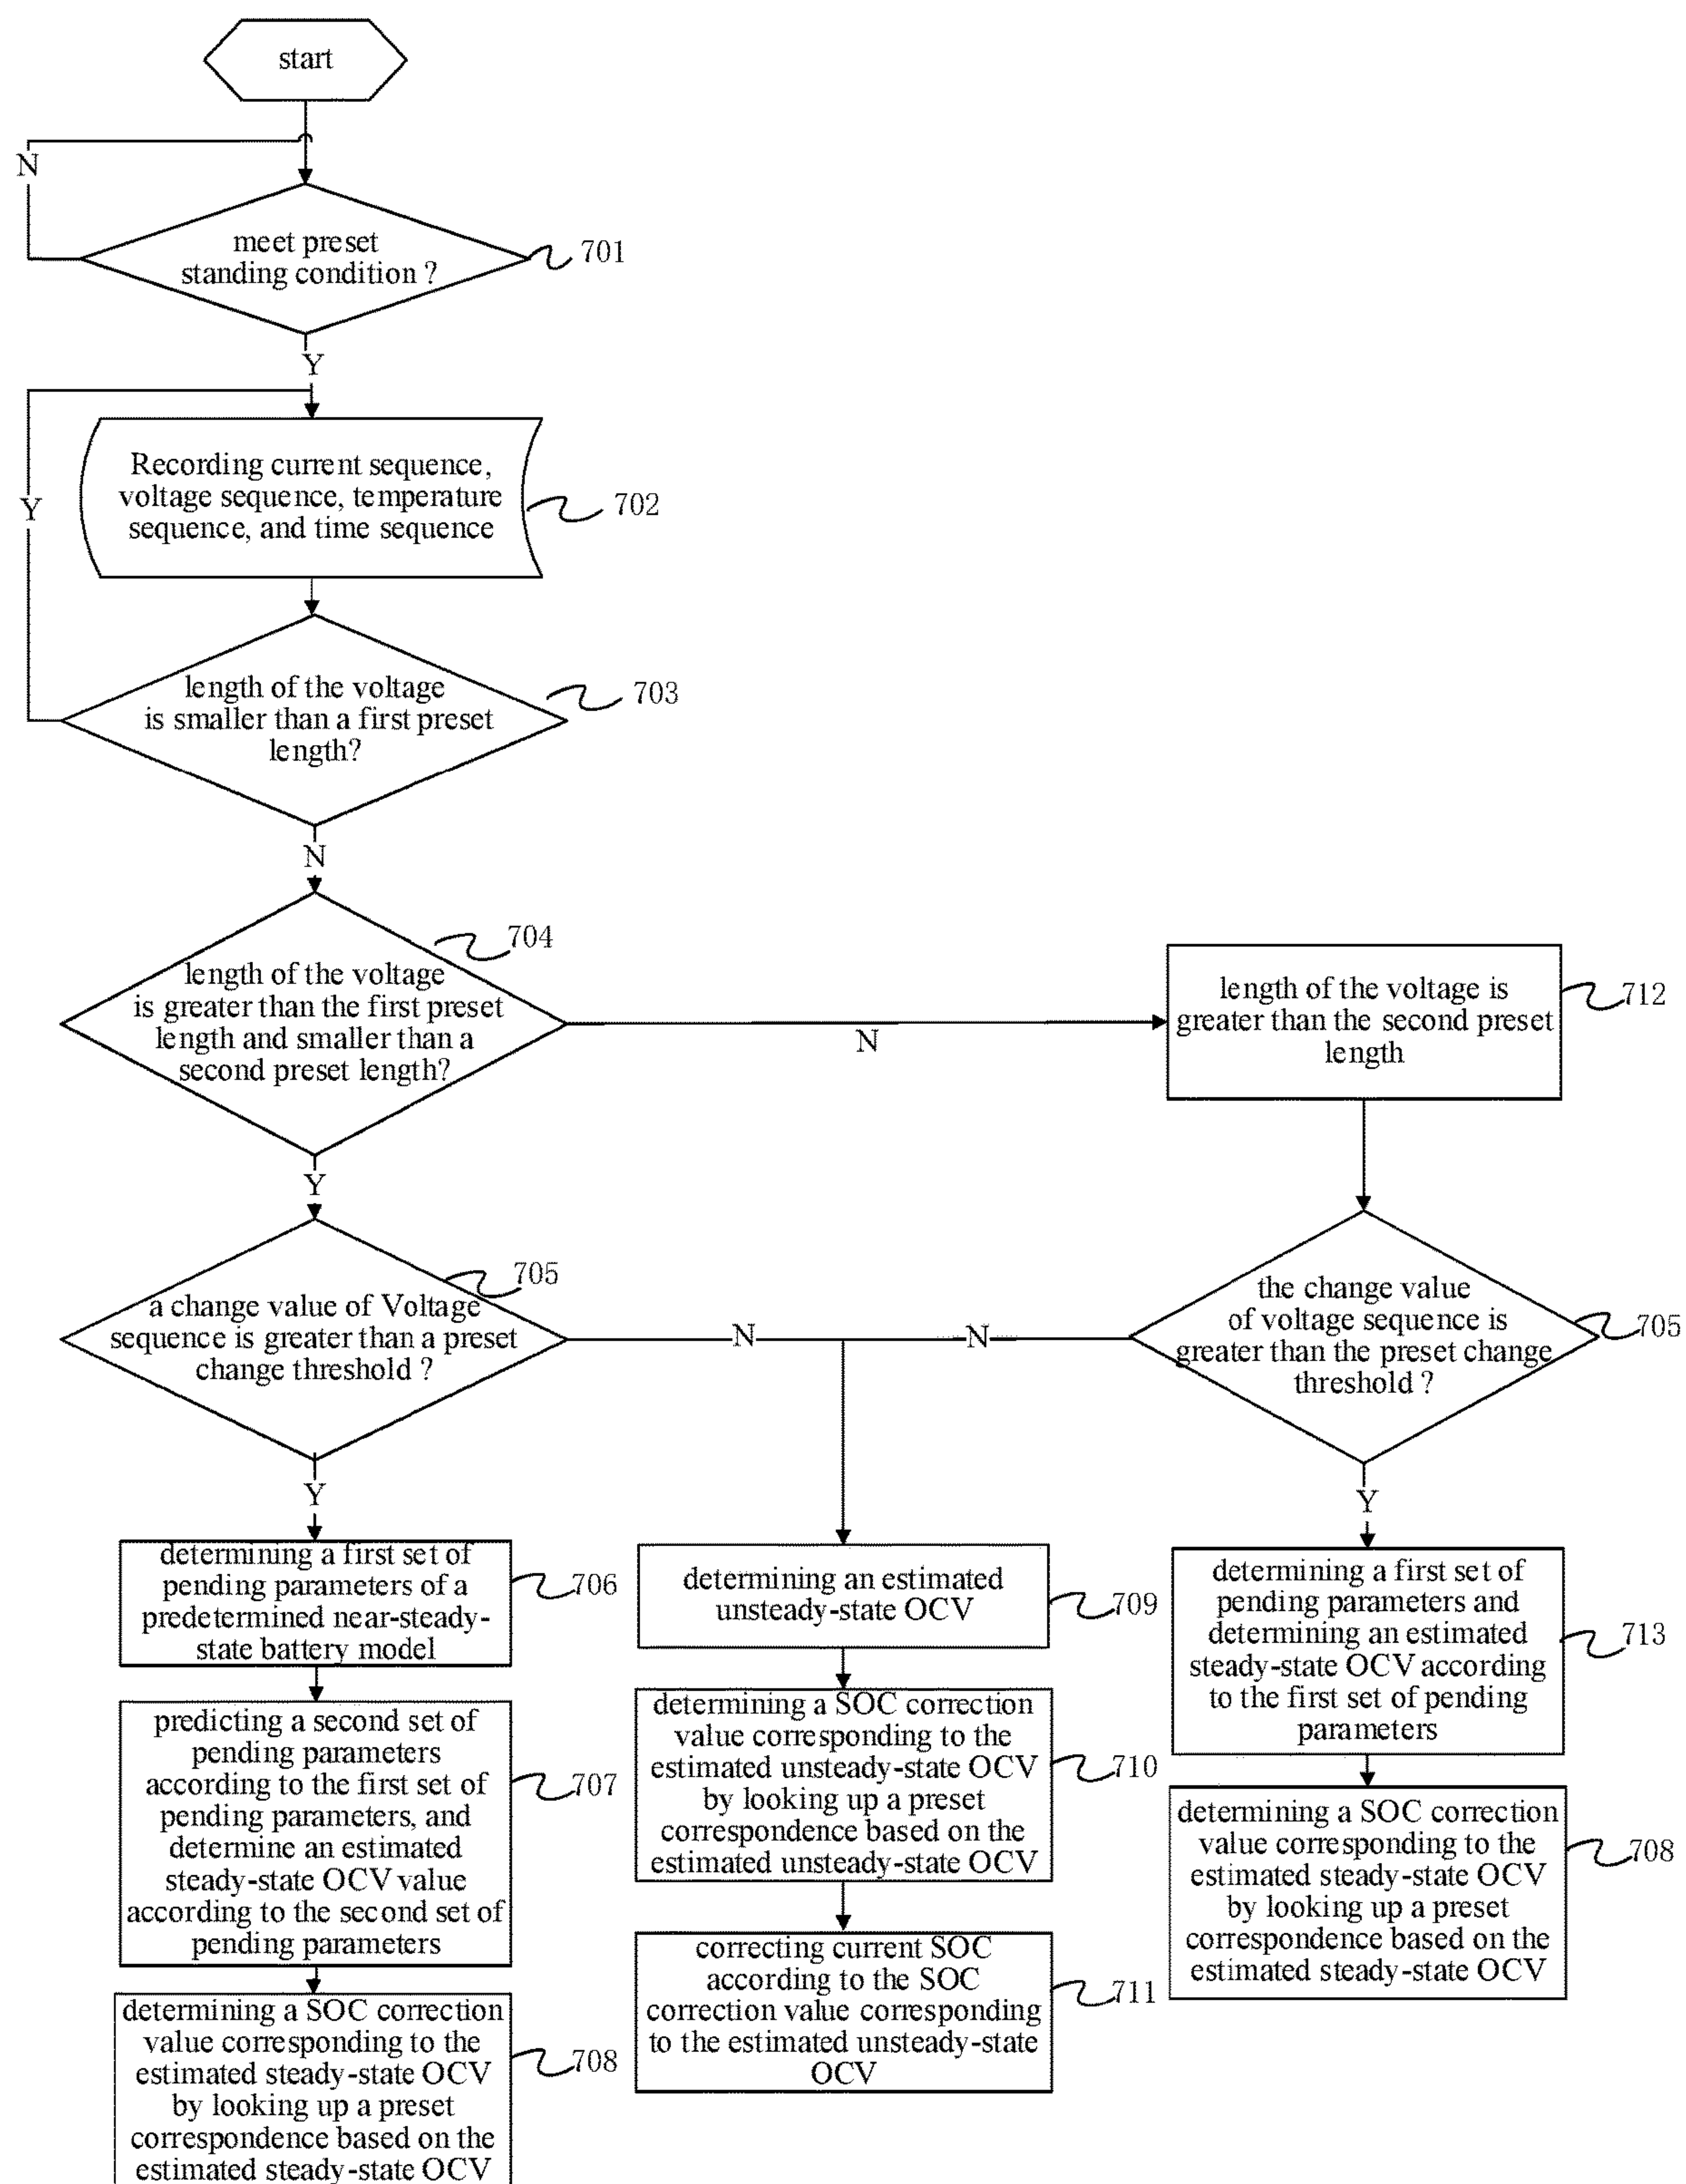 start
N
meet preset
standing condition ?
701
Y
Recording current sequence,
voltage sequence, temperature
sequence, and time sequence
702
Y
length of the voltage
is smaller than a first preset
length?
703
N
length of the voltage
is greater than the first preset
length and smaller than a
second preset length?
704
N
length of the voltage is
greater than the second preset
length
712
Y
a change value of Voltage
sequence is greater than a preset
change threshold ?
705
N
N
the change value
of voltage sequence is
greater than the preset change
threshold ?
705
Y
Y
determining a first set of
pending parameters of a
predetermined near-steady-
state battery model
706
predicting a second set of
pending parameters
according to the first set of
pending parameters, and
determine an estimated
steady-state OCV value
according to the second set of
pending parameters
707
determining a SOC correction
value corresponding to the
estimated steady-state OCV
by looking up a preset
correspondence based on the
estimated steady-state OCV
708
determining an estimated
unsteady-state OCV
709
determining a SOC correction
value corresponding to the
estimated unsteady-state OCV
by looking up a preset
correspondence based on the
estimated unsteady-state OCV
710
correcting current SOC
according to the SOC
correction value corresponding
to the estimated unsteady-state
OCV
711
determining a first set of
pending parameters and
determining an estimated
steady-state OCV according
to the first set of pending
parameters
713
determining a SOC correction
value corresponding to the
estimated steady-state OCV
by looking up a preset
correspondence based on the
estimated steady-state OCV
708